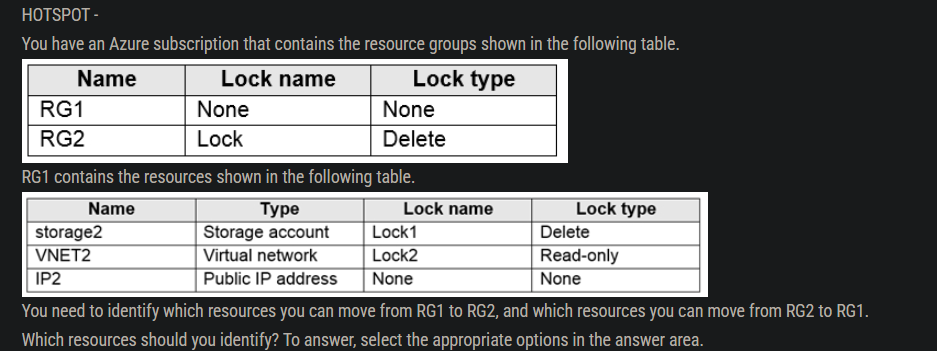 HOTSPOT -
You have an Azure subscription that contains the resource groups shown in the following table.
Name Lock name Lock type
RG1 None None
RG2 Lock Delete
RG1 contains the resources shown in the following table.
Name Type Lock name Lock type
storage2 Storage account Lock1 Delete
VNET2 Virtual network Lock2 Read-only
IP2 Public IP address None None
You need to identify which resources you can move from RG1 to RG2, and which resources you can move from RG2 to RG1.
Which resources should you identify? To answer, select the appropriate options in the answer area.